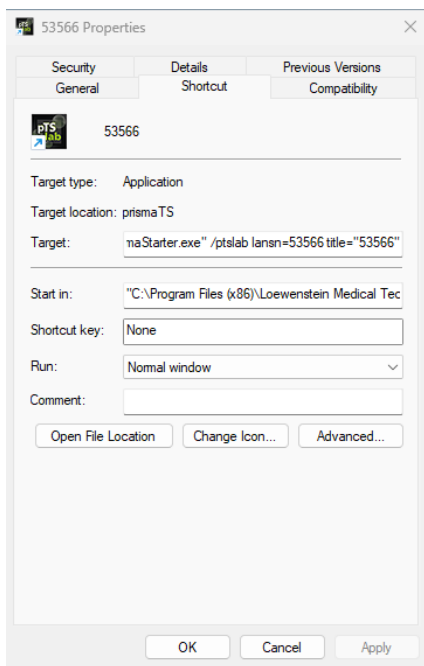 53566 Properties
Security Details Previous Versions
General Shortcut Compatibility
pTS
lab
53566
Target type: Application
Target location: prismaTS
Target: naStarter.exe" /ptslab lansn=53566 title="53566"
Start in: "C:\Program Files (x86)\Loewenstein Medical Tec
Shortcut key: None
Run: Normal window
Comment:
Open File Location Change Icon... Advanced...
OK Cancel Apply